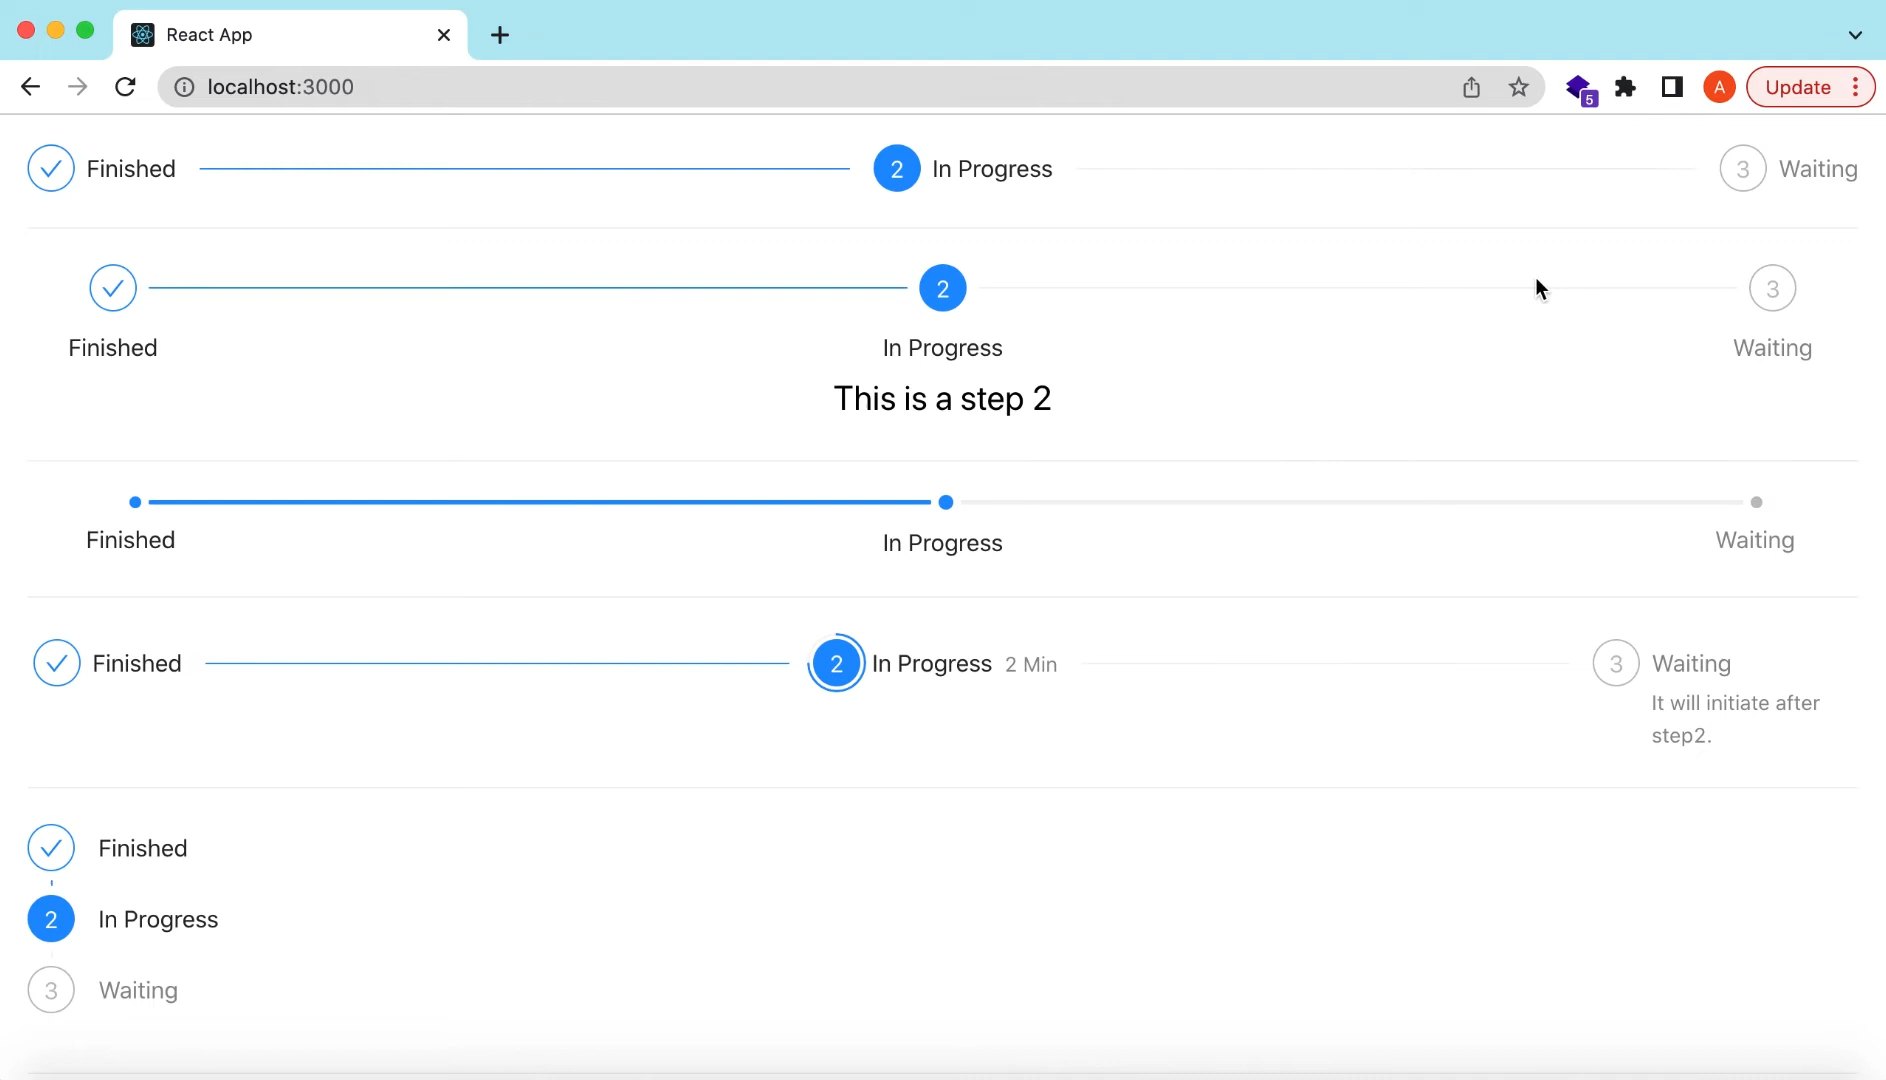 React App
localhost:3000
5
A
Update
Finished 2 In Progress 3 Waiting
2 3
Finished In Progress Waiting
This is a step 2
Finished In Progress Waiting
Finished 2 In Progress 2 Min 3 Waiting
It will initiate after
step2.
Finished
2 In Progress
3 Waiting